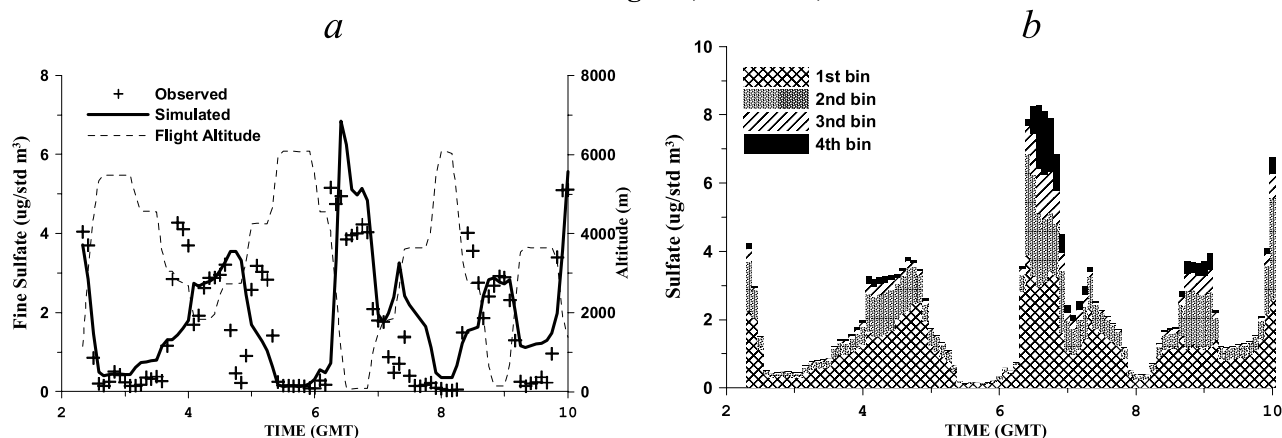 a
b
Observed
Simulated
Flight Altitude
Fine Sulfate (ug/std m³)
8
6
4
2
0
8000
6000
4000
2000
0
Altitude (m)
2 4 6 8 10
TIME (GMT)
1st bin
2nd bin
3rd bin
4th bin
Sulfate (ug/std m³)
10
8
6
4
2
0
2 4 6 8 10
TIME (GMT)